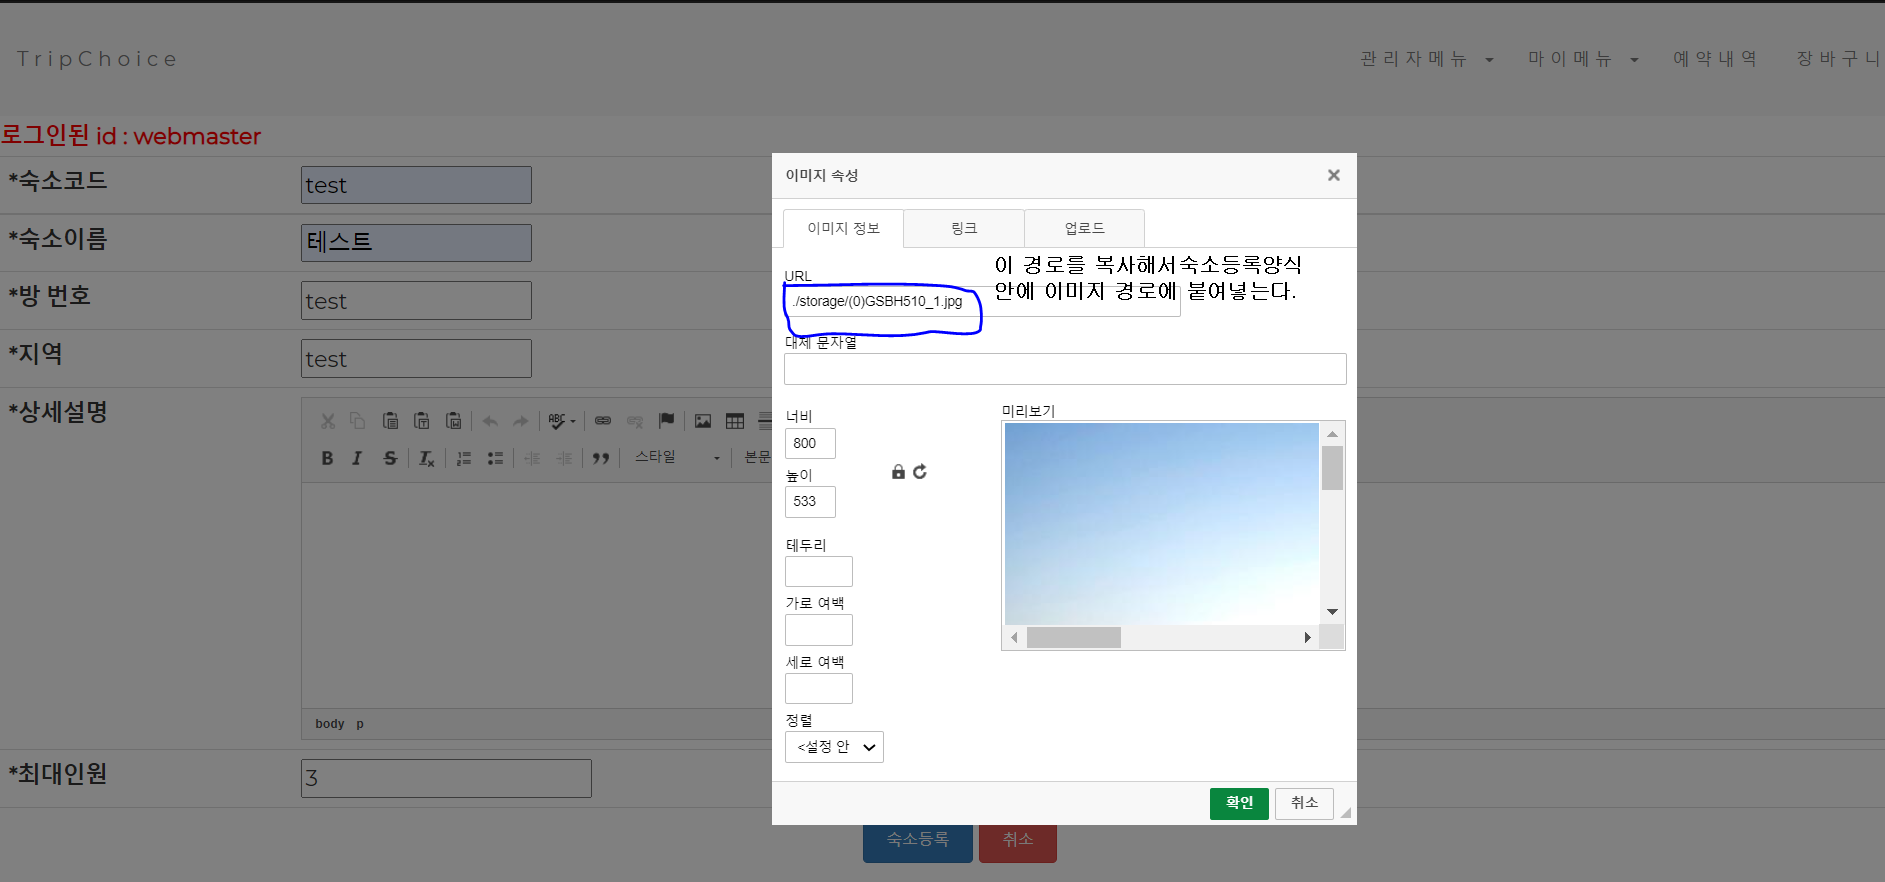 TripChoice
관리자메뉴
마이메뉴
예약내역
장바구니
로그인된 id : webmaster
*숙소코드
test
*숙소이름
테스트
*방 번호
test
*지역
test
*상세설명
ABC
B I S Tx
스타일
본문
body p
*최대인원
3
숙소등록
취소
이미지 속성
이미지 정보
링크
업로드
이 경로를 복사해서숙소등록양식
안에 이미지 경로에 붙여넣는다.
URL
./storage/(0)GSBH510_1.jpg
대체 문자열
너비
800
높이
533
테두리
가로 여백
세로 여백
정렬
<설정 안
미리보기
확인
취소